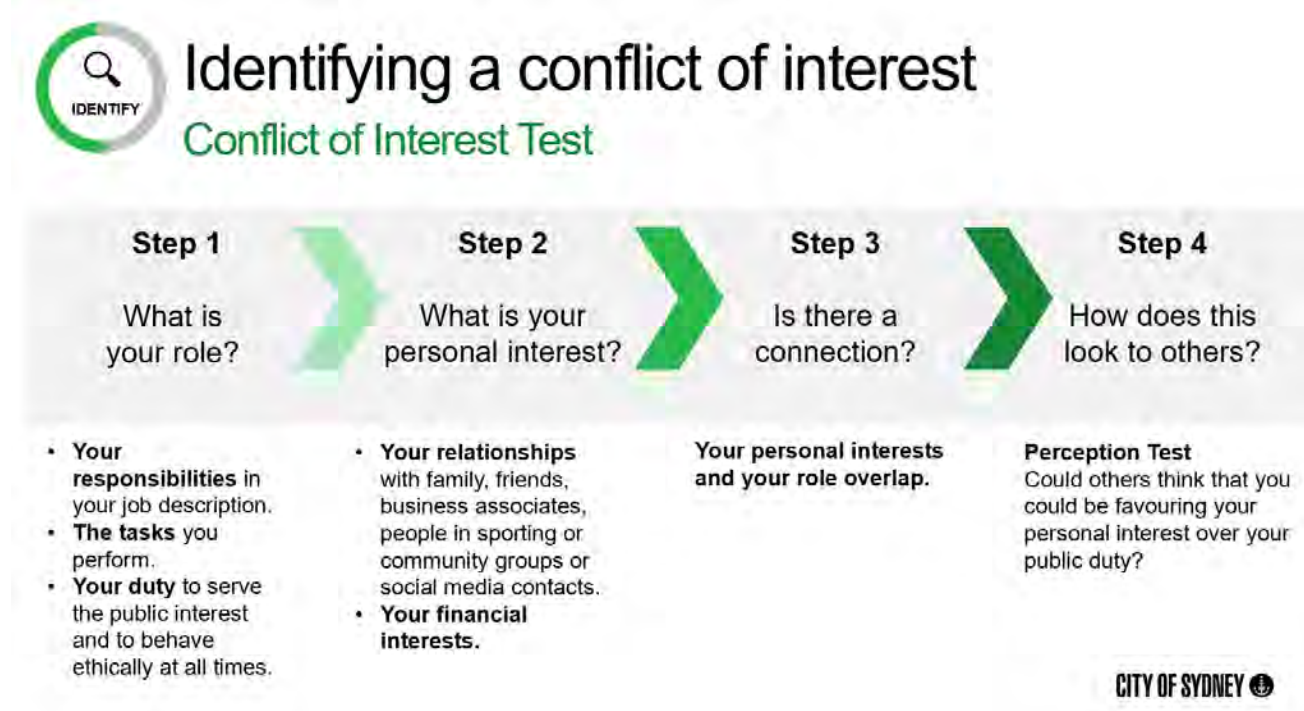 IDENTIFY
Identifying a conflict of interest
Conflict of Interest Test
Step 1
What is
your role?
• Your
responsibilities in
your job description.
• The tasks you
perform.
• Your duty to serve
the public interest
and to behave
ethically at all times.
Step 2
What is your
personal interest?
• Your relationships
with family, friends,
business associates,
people in sporting or
community groups or
social media contacts.
• Your financial
interests.
Step 3
Is there a
connection?
Your personal interests
and your role overlap.
Step 4
How does this
look to others?
Perception Test
Could others think that you
could be favouring your
personal interest over your
public duty?
CITY OF SYDNEY